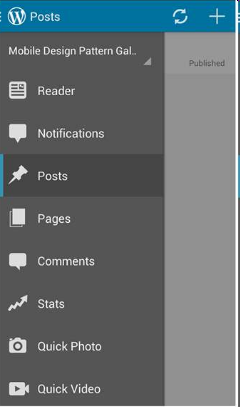 Posts
Mobile Design Pattern Gal..
Published
Reader
Notifications
Posts
Pages
Comments
Stats
Quick Photo
Quick Video